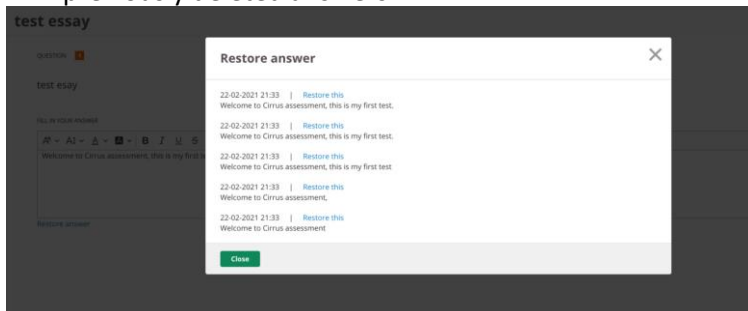 test essay
QUESTION
test esay
FILL IN YOUR ANSWER
B I U S
Welcome to Cirrus assessment, this is my first
Restore answer
Restore answer
22-02-2021 21:33 | Restore this
Welcome to Cirrus assessment, this is my first test.
22-02-2021 21:33 | Restore this
Welcome to Cirrus assessment, this is my first test.
22-02-2021 21:33 | Restore this
Welcome to Cirrus assessment, this is my first test
22-02-2021 21:33 | Restore this
Welcome to Cirrus assessment,
22-02-2021 21:33 | Restore this
Welcome to Cirrus assessment
Close